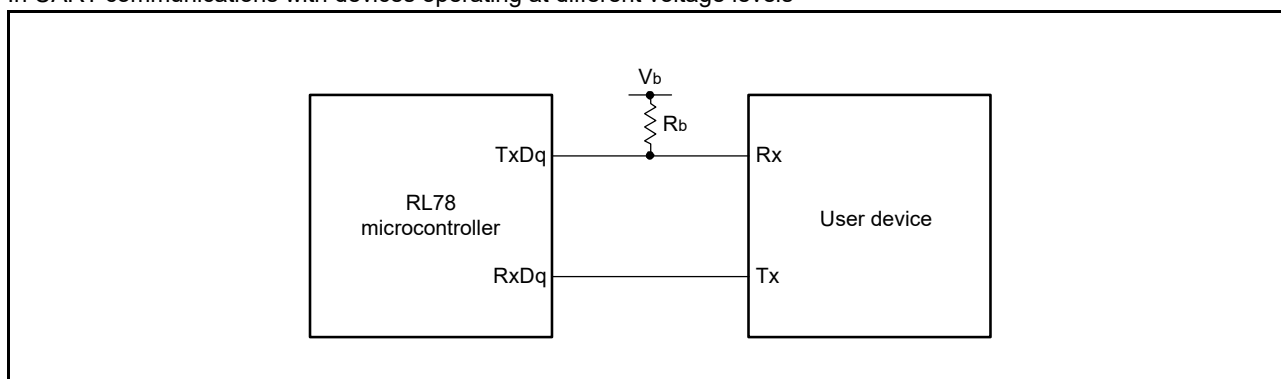 in UART communications with devices operating at different voltage levels
Vb
Rb
TxDq
Rx
RL78
microcontroller
User device
RxDq
Tx